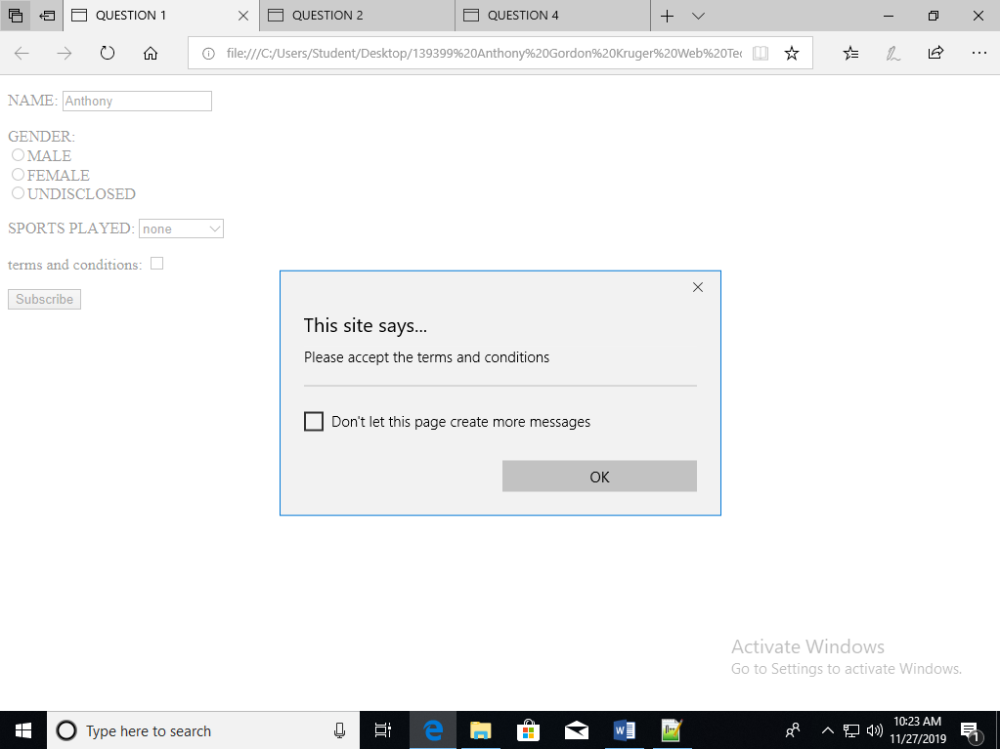 QUESTION 1
QUESTION 2
QUESTION 4
file:///C:/Users/Student/Desktop/139399%20Anthony%20Gordon%20Kruger%20Web%20Tec
NAME: Anthony
GENDER:
MALE
FEMALE
UNDISCLOSED
SPORTS PLAYED: none
terms and conditions:
Subscribe
This site says...
Please accept the terms and conditions
Don't let this page create more messages
OK
Activate Windows
Go to Settings to activate Windows.
Type here to search
10:23 AM
11/27/2019
1